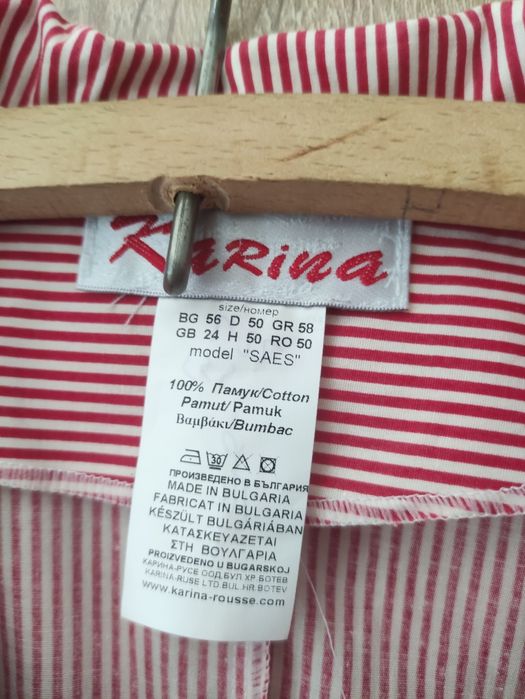 Karina
size/номер
BG 56 D 50 GR 58
GB 24 H 50 RO 50
model "SAES"
100% Памук/Cotton
Pamut/Pamuk
Βαμβάκι/Bumbac
30
ПРОИЗВЕДЕНО В БЪЛГАРИЯ
MADE IN BULGARIA
FABRICAT IN BULGARIA
KÉSZÜLT BULGÁRIÁBAN
ΚΑΤΑΣΚΕΥΑΖΕΤΑΙ
ΣΤΗ ΒΟΥΛΓΑΡΙΑ
PROIZVEDENO U BUGARSKOJ
КАРИНА-РУСЕ ООД.БУЛ.ХР.БОТЕВ
KARINA-RUSE LTD.BUL.HR.BOTEV
www.karina-rousse.com